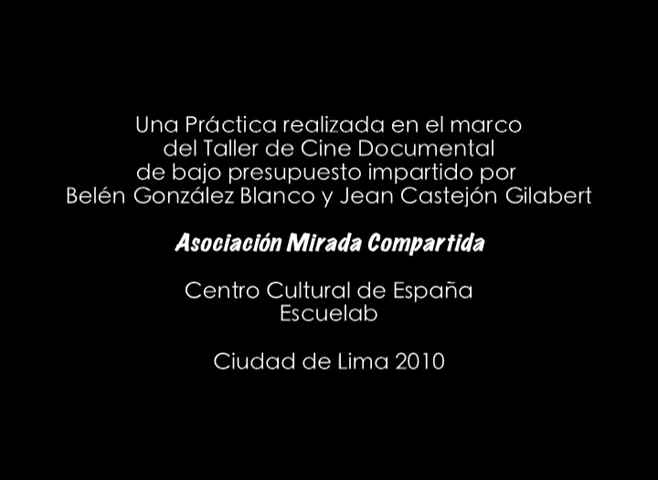 Una Práctica realizada en el marco
del Taller de Cine Documental
de bajo presupuesto impartido por
Belén González Blanco y Jean Castejón Gilabert
Asociación Mirada Compartida
Centro Cultural de España
Escuelab
Ciudad de Lima 2010